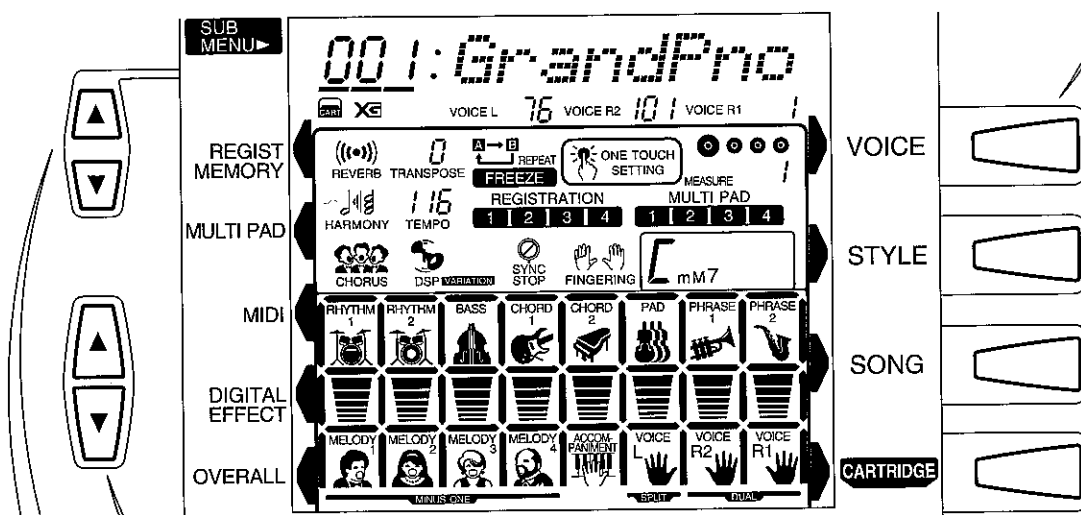 SUB
MENU▶
001:GrandPno
CART XG VOICE L 76 VOICE R2 101 VOICE R1 1
REGIST
MEMORY
MULTI PAD
MIDI
DIGITAL
EFFECT
OVERALL
REVERB
0
TRANSPOSE
A→B
REPEAT
FREEZE
ONE TOUCH
SETTING
MEASURE 1
HARMONY
116
TEMPO
REGISTRATION
1 2 3 4
MULTI PAD
1 2 3 4
CHORUS
DSP VARIATION
SYNC
STOP
FINGERING
C mM7
RHYTHM
1
RHYTHM
2
BASS
CHORD
1
CHORD
2
PAD
PHRASE
1
PHRASE
2
MELODY
1
MELODY
2
MELODY
3
MELODY
4
ACCOM-
PANIMENT
VOICE
L
VOICE
R2
VOICE
R1
MINUS ONE
SPLIT
DUAL
VOICE
STYLE
SONG
CARTRIDGE